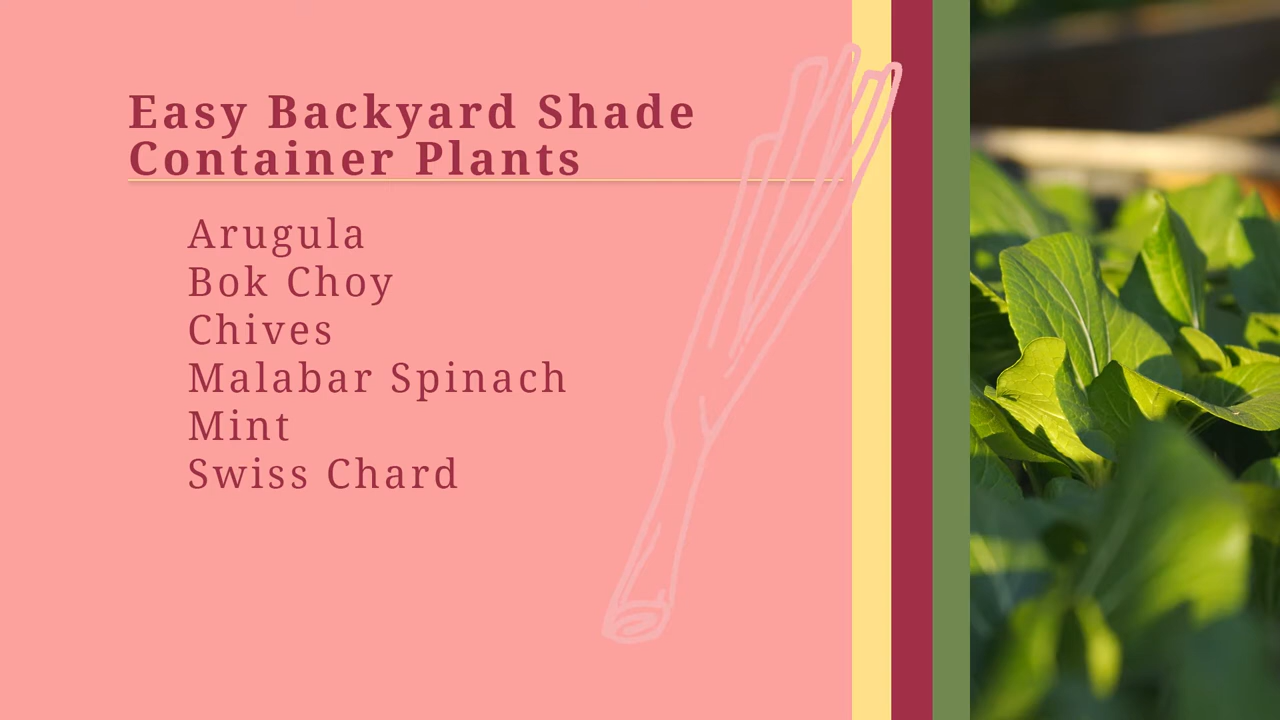 Easy Backyard Shade
Container Plants
Arugula
Bok Choy
Chives
Malabar Spinach
Mint
Swiss Chard